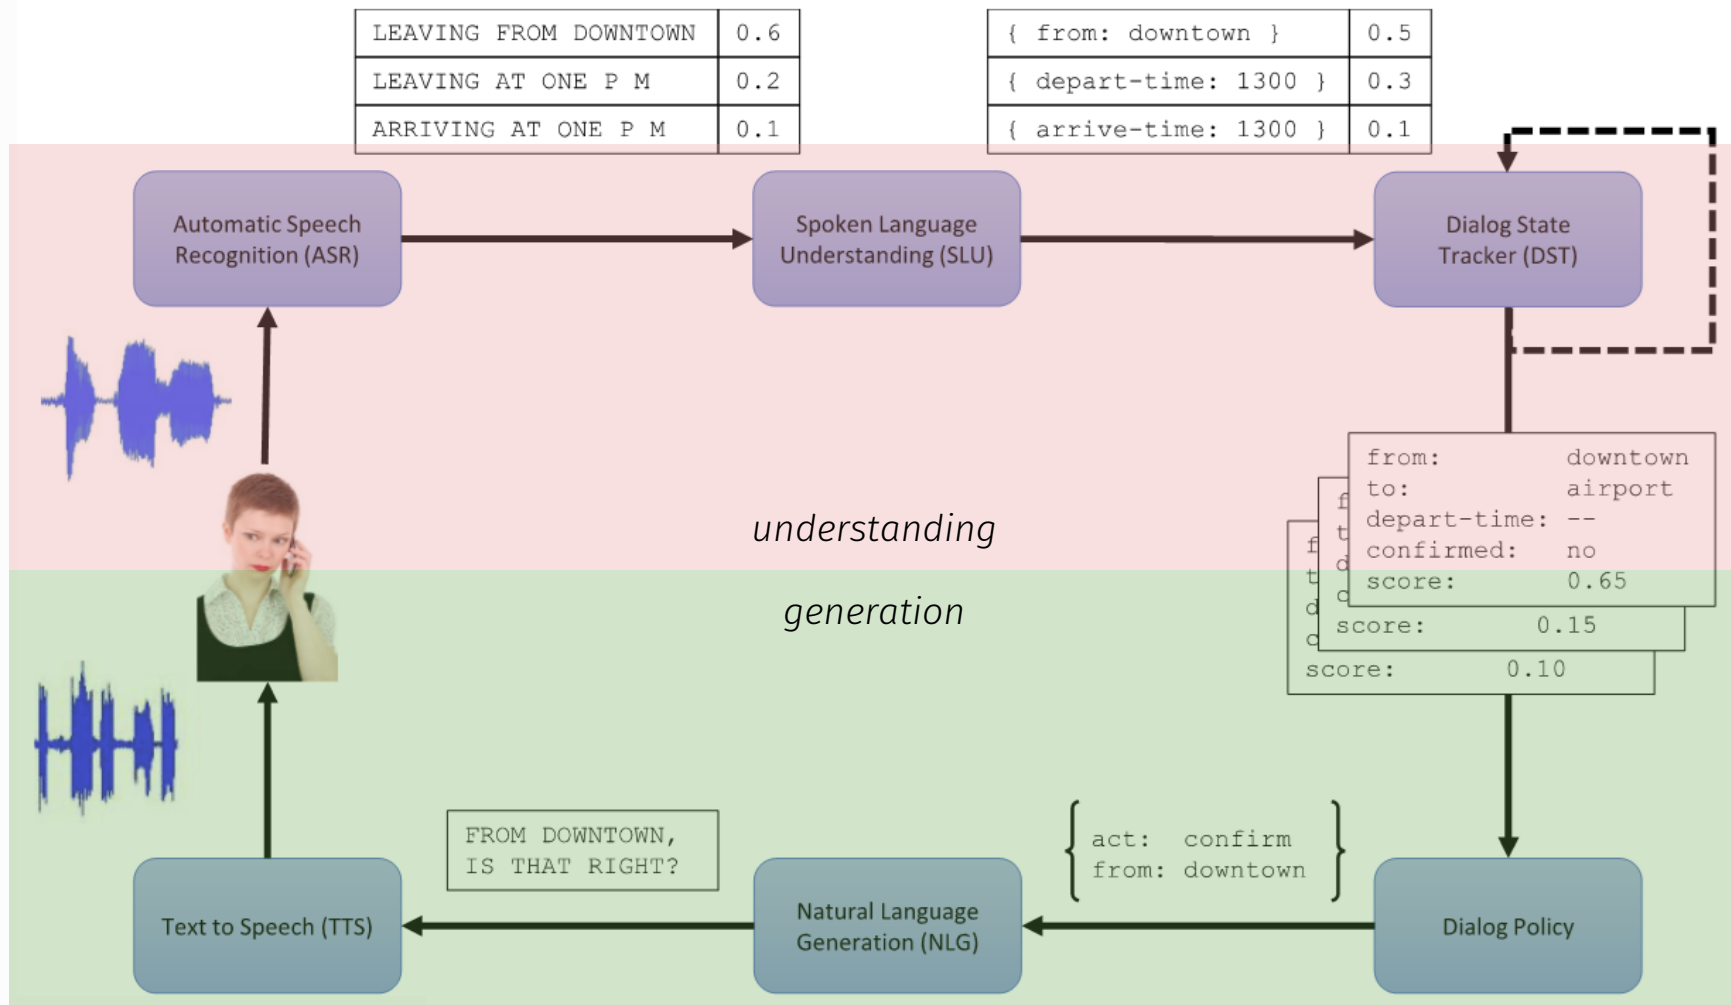 LEAVING FROM DOWNTOWN 0.6
LEAVING AT ONE P M 0.2
ARRIVING AT ONE P M 0.1
{ from: downtown } 0.5
{ depart-time: 1300 } 0.3
{ arrive-time: 1300 } 0.1
Automatic Speech
Recognition (ASR)
Spoken Language
Understanding (SLU)
Dialog State
Tracker (DST)
from: downtown
to: airport
depart-time: --
confirmed: no
score: 0.65
f
t
d
c
score: 0.15
f
t
d
c
score: 0.10
understanding
generation
FROM DOWNTOWN,
IS THAT RIGHT?
{ act: confirm
from: downtown }
Text to Speech (TTS)
Natural Language
Generation (NLG)
Dialog Policy